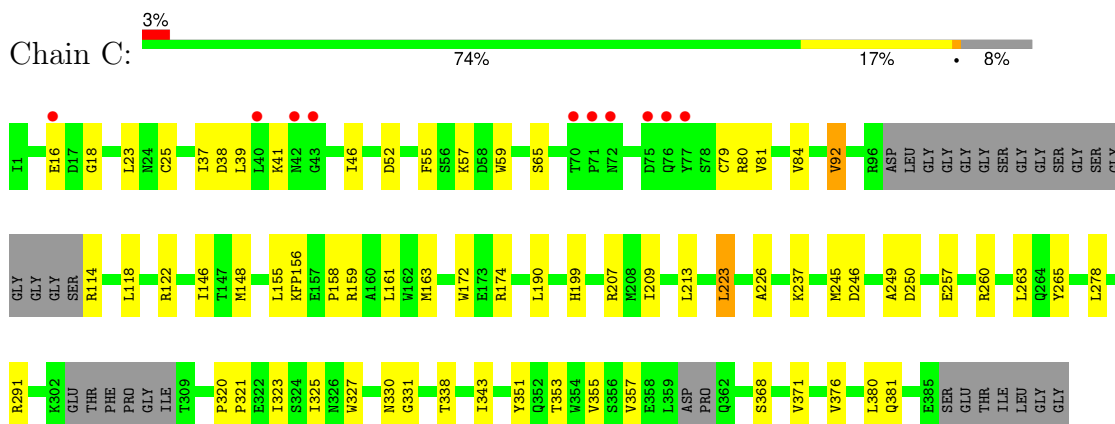 3%
Chain C:
74% 17% • 8%
I1 E16 D17 G18 L23 N24 C25 I37 D38 L39 L40 K41 N42 G43 I46 D52 F55 S56 K57 D58 W59 S65 T70 P71 N72 D75 Q76 Y77 S78 C79 R80 V81 V84 V92 R96 ASP LEU GLY GLY GLY GLY SER GLY GLY SER GLY SER GLY
GLY GLY GLY SER R114 L118 R122 I146 T147 M148 L155 KFP156 E157 P158 R159 A160 L161 W162 M163 W172 E173 R174 L190 H199 R207 M208 I209 L213 L223 A226 K237 M245 D246 A249 D250 E257 R260 L263 Q264 Y265 L278
R291 K302 GLU THR PHE PRO GLY ILE T309 P320 P321 E322 I323 S324 I325 N326 W327 N330 G331 T338 I343 Y351 Q352 T353 W354 V355 S356 V357 E358 L359 ASP PRO Q362 S368 V371 V376 L380 Q381 E385 SER GLU THR ILE LEU GLY GLY